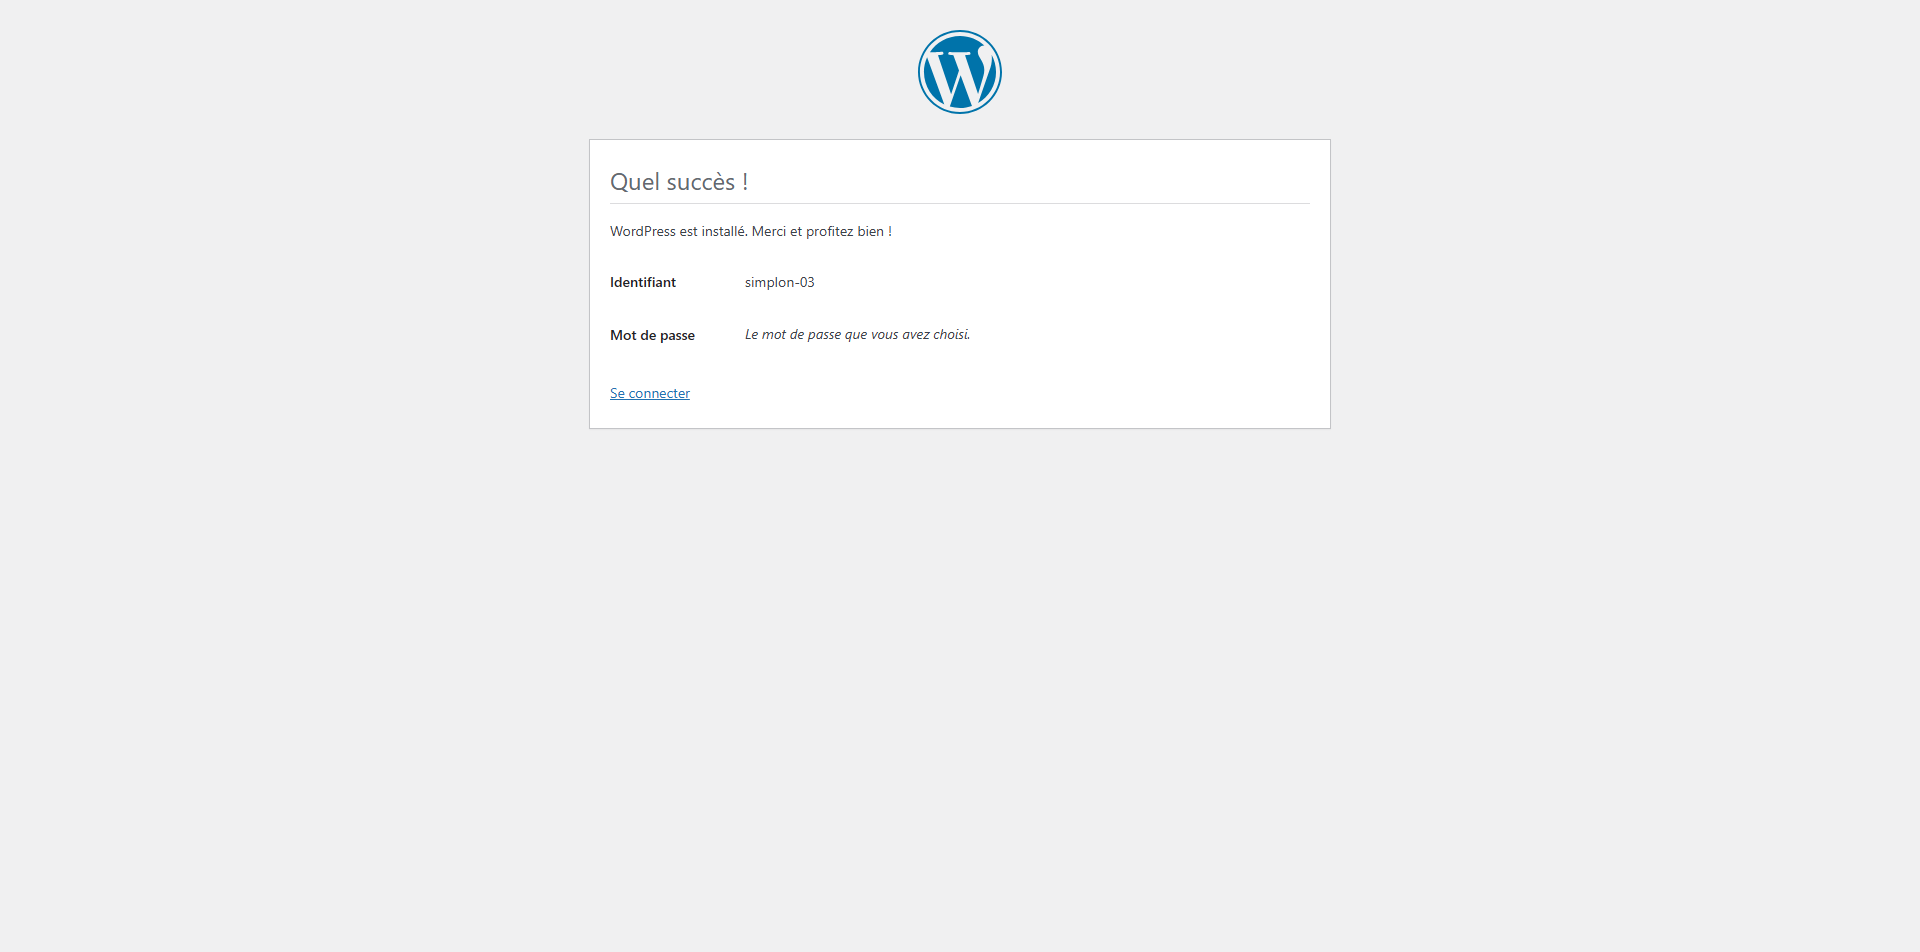 Quel succès !
WordPress est installé. Merci et profitez bien !
Identifiant simplon-03
Mot de passe Le mot de passe que vous avez choisi.
Se connecter